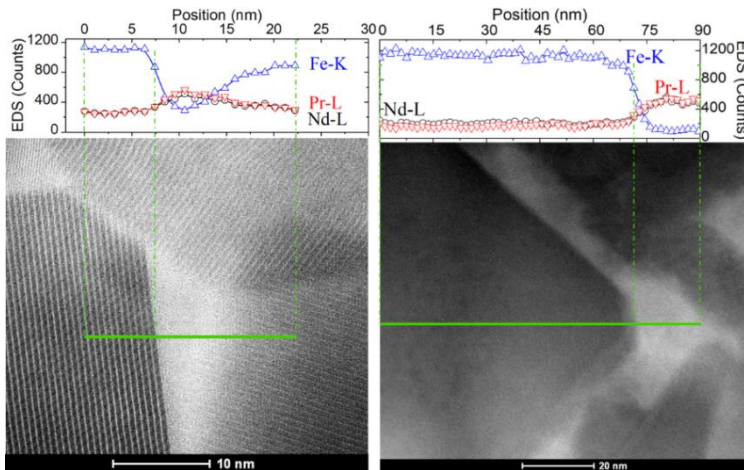 Position (nm)
0 5 10 15 20 25 30
1200
800
400
0
EDS (Counts)
Fe-K
Pr-L
Nd-L
10 nm
Position (nm)
0 15 30 45 60 75 90
Fe-K
Pr-L
Nd-L
1200
800
400
0
EDS (Counts)
20 nm